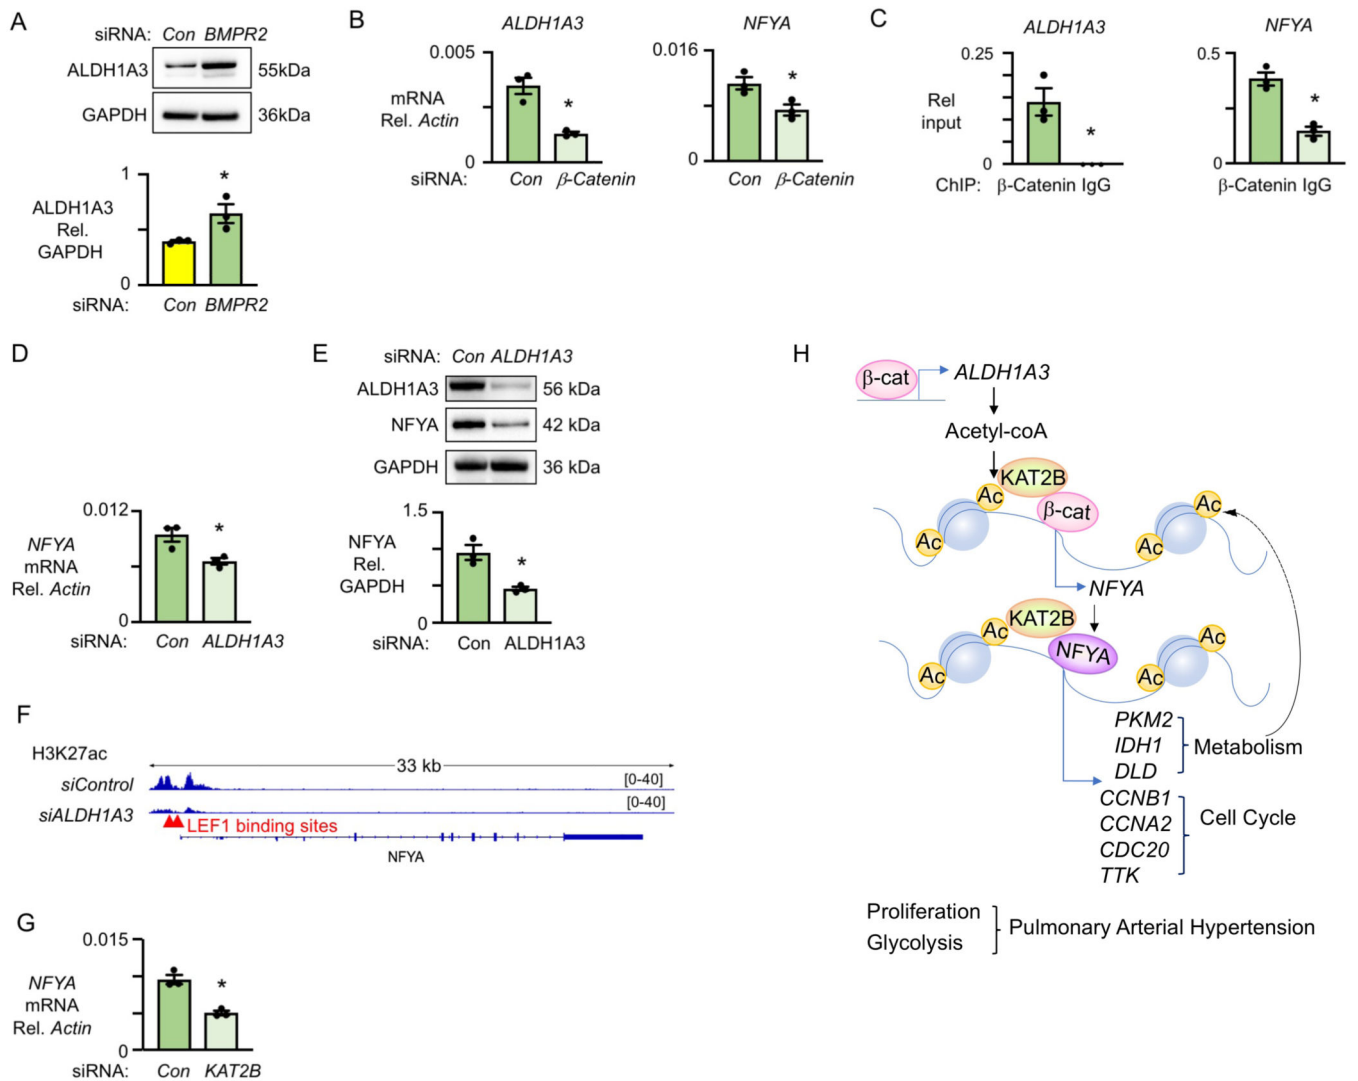 A
siRNA: Con BMPR2
ALDH1A3 55kDa
GAPDH 36kDa
1
ALDH1A3
Rel.
GAPDH
0
siRNA: Con BMPR2
B
ALDH1A3
0.005
mRNA
Rel. Actin
*
0
siRNA: Con β-Catenin
NFYA
0.016
*
0
Con β-Catenin
C
ALDH1A3
0.25
Rel
input
*
0
ChIP: β-Catenin IgG
NFYA
0.5
*
0
β-Catenin IgG
*
D
0.012
NFYA
mRNA
Rel. Actin
*
0
siRNA: Con ALDH1A3
E
siRNA: Con ALDH1A3
ALDH1A3 56 kDa
NFYA 42 kDa
GAPDH 36 kDa
1.5
NFYA
Rel.
GAPDH
*
0
siRNA: Con ALDH1A3
F
H3K27ac
33 kb
siControl [0-40]
siALDH1A3 [0-40]
LEF1 binding sites
NFYA
G
0.015
NFYA
mRNA
Rel. Actin
*
0
siRNA: Con KAT2B
H
β-cat ALDH1A3
Acetyl-coA
KAT2B
Ac Ac
β-cat
Ac Ac
NFYA
KAT2B
Ac Ac
NFYA
Ac Ac
PKM2
IDH1 Metabolism
DLD
CCNB1
CCNA2 Cell Cycle
CDC20
TTK
Proliferation
Glycolysis
Pulmonary Arterial Hypertension